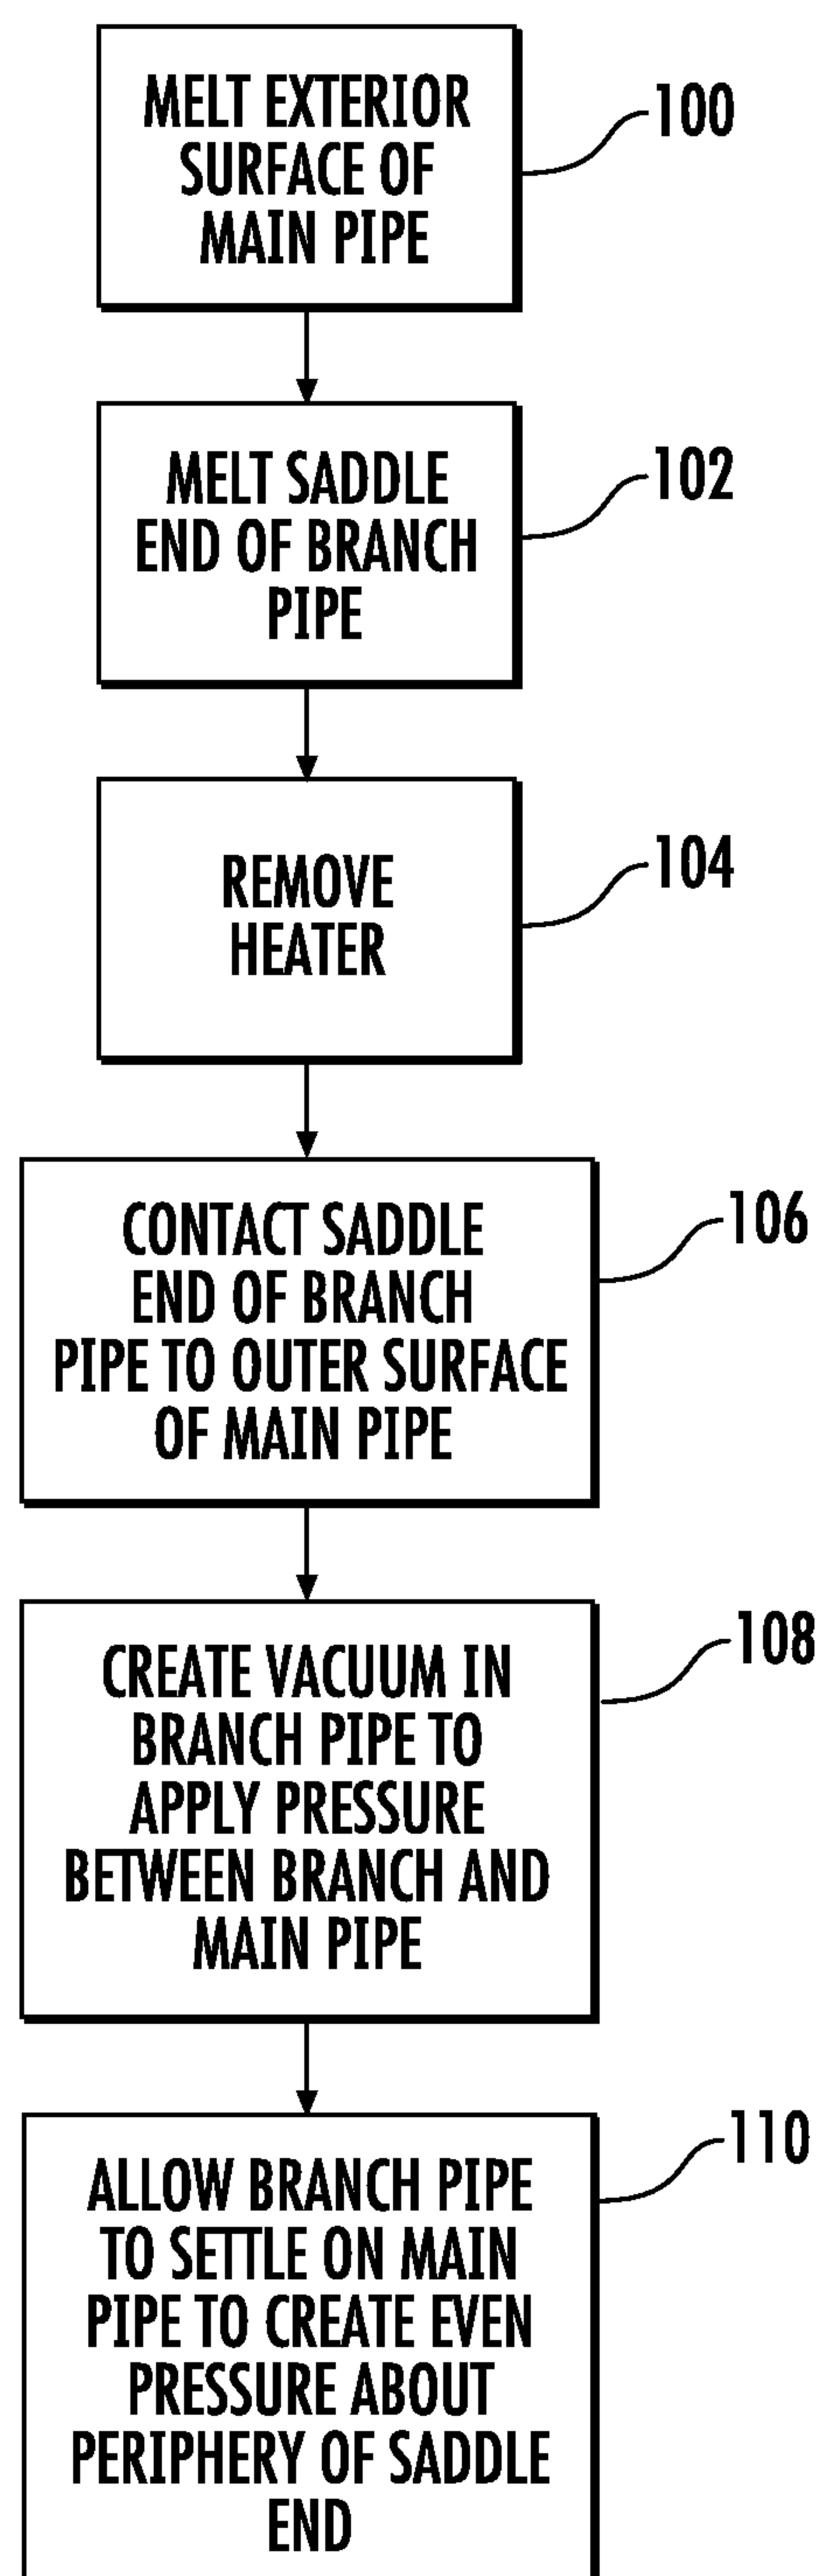 MELT EXTERIOR
SURFACE OF
MAIN PIPE
100
MELT SADDLE
END OF BRANCH
PIPE
102
REMOVE
HEATER
104
CONTACT SADDLE
END OF BRANCH
PIPE TO OUTER SURFACE
OF MAIN PIPE
106
CREATE VACUUM IN
BRANCH PIPE TO
APPLY PRESSURE
BETWEEN BRANCH AND
MAIN PIPE
108
ALLOW BRANCH PIPE
TO SETTLE ON MAIN
PIPE TO CREATE EVEN
PRESSURE ABOUT
PERIPHERY OF SADDLE
END
110